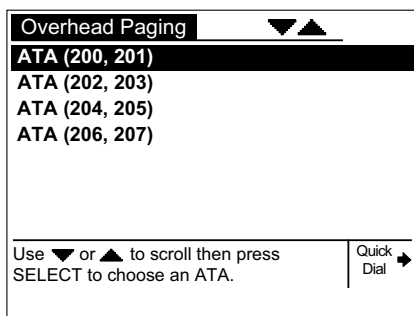 Overhead Paging ▼▲
ATA (200, 201)
ATA (202, 203)
ATA (204, 205)
ATA (206, 207)
Use ▼ or ▲ to scroll then press
SELECT to choose an ATA.
Quick
Dial